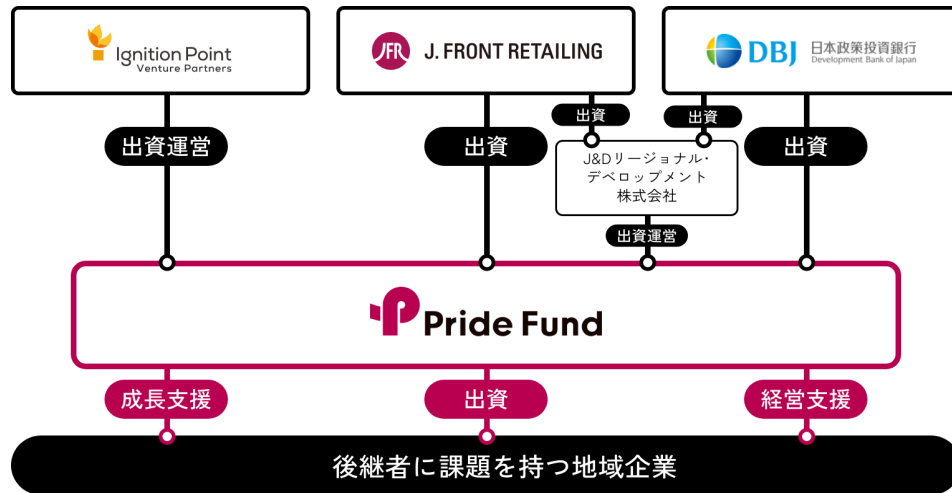 Ignition Point
Venture Partners
JFR J. FRONT RETAILING
DBJ 日本政策投資銀行
Development Bank of Japan
出資
出資
出資運営
出資
出資
J&Dリージョナル・
デベロップメント
株式会社
出資運営
Pride Fund
成長支援
出資
経営支援
後継者に課題を持つ地域企業